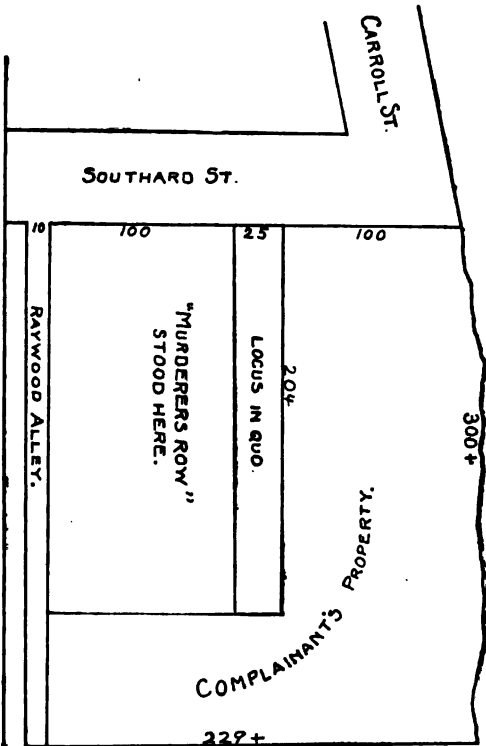 CARROLL ST.
SOUTHARD ST.
10
100
25
100
RAYWOOD ALLEY.
"MURDERERS ROW"
STOOD HERE.
LOCUS IN QUO.
204
300+
COMPLAINANT'S PROPERTY.
229+